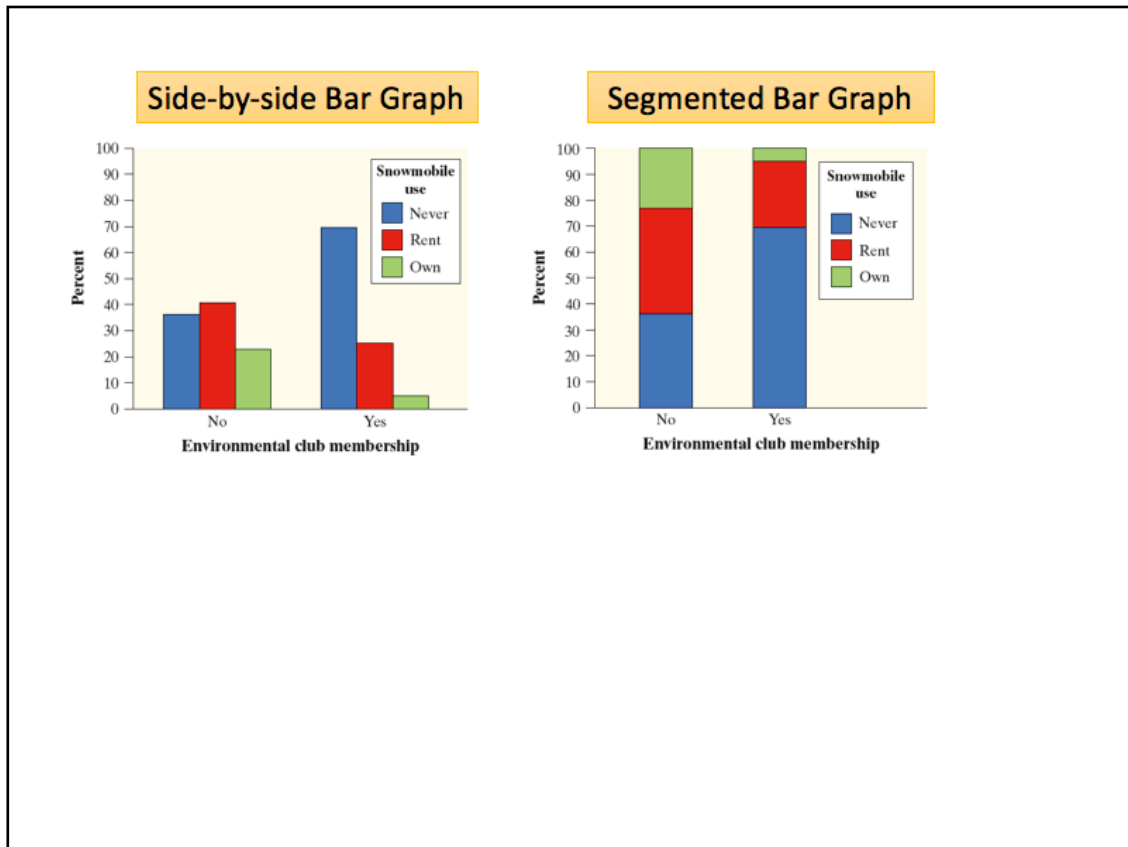 Side-by-side Bar Graph
100
90
80
70
60
50
40
30
20
10
0
Percent
Snowmobile
use
Never
Rent
Own
No Yes
Environmental club membership
Segmented Bar Graph
100
90
80
70
60
50
40
30
20
10
0
Percent
Snowmobile
use
Never
Rent
Own
No Yes
Environmental club membership